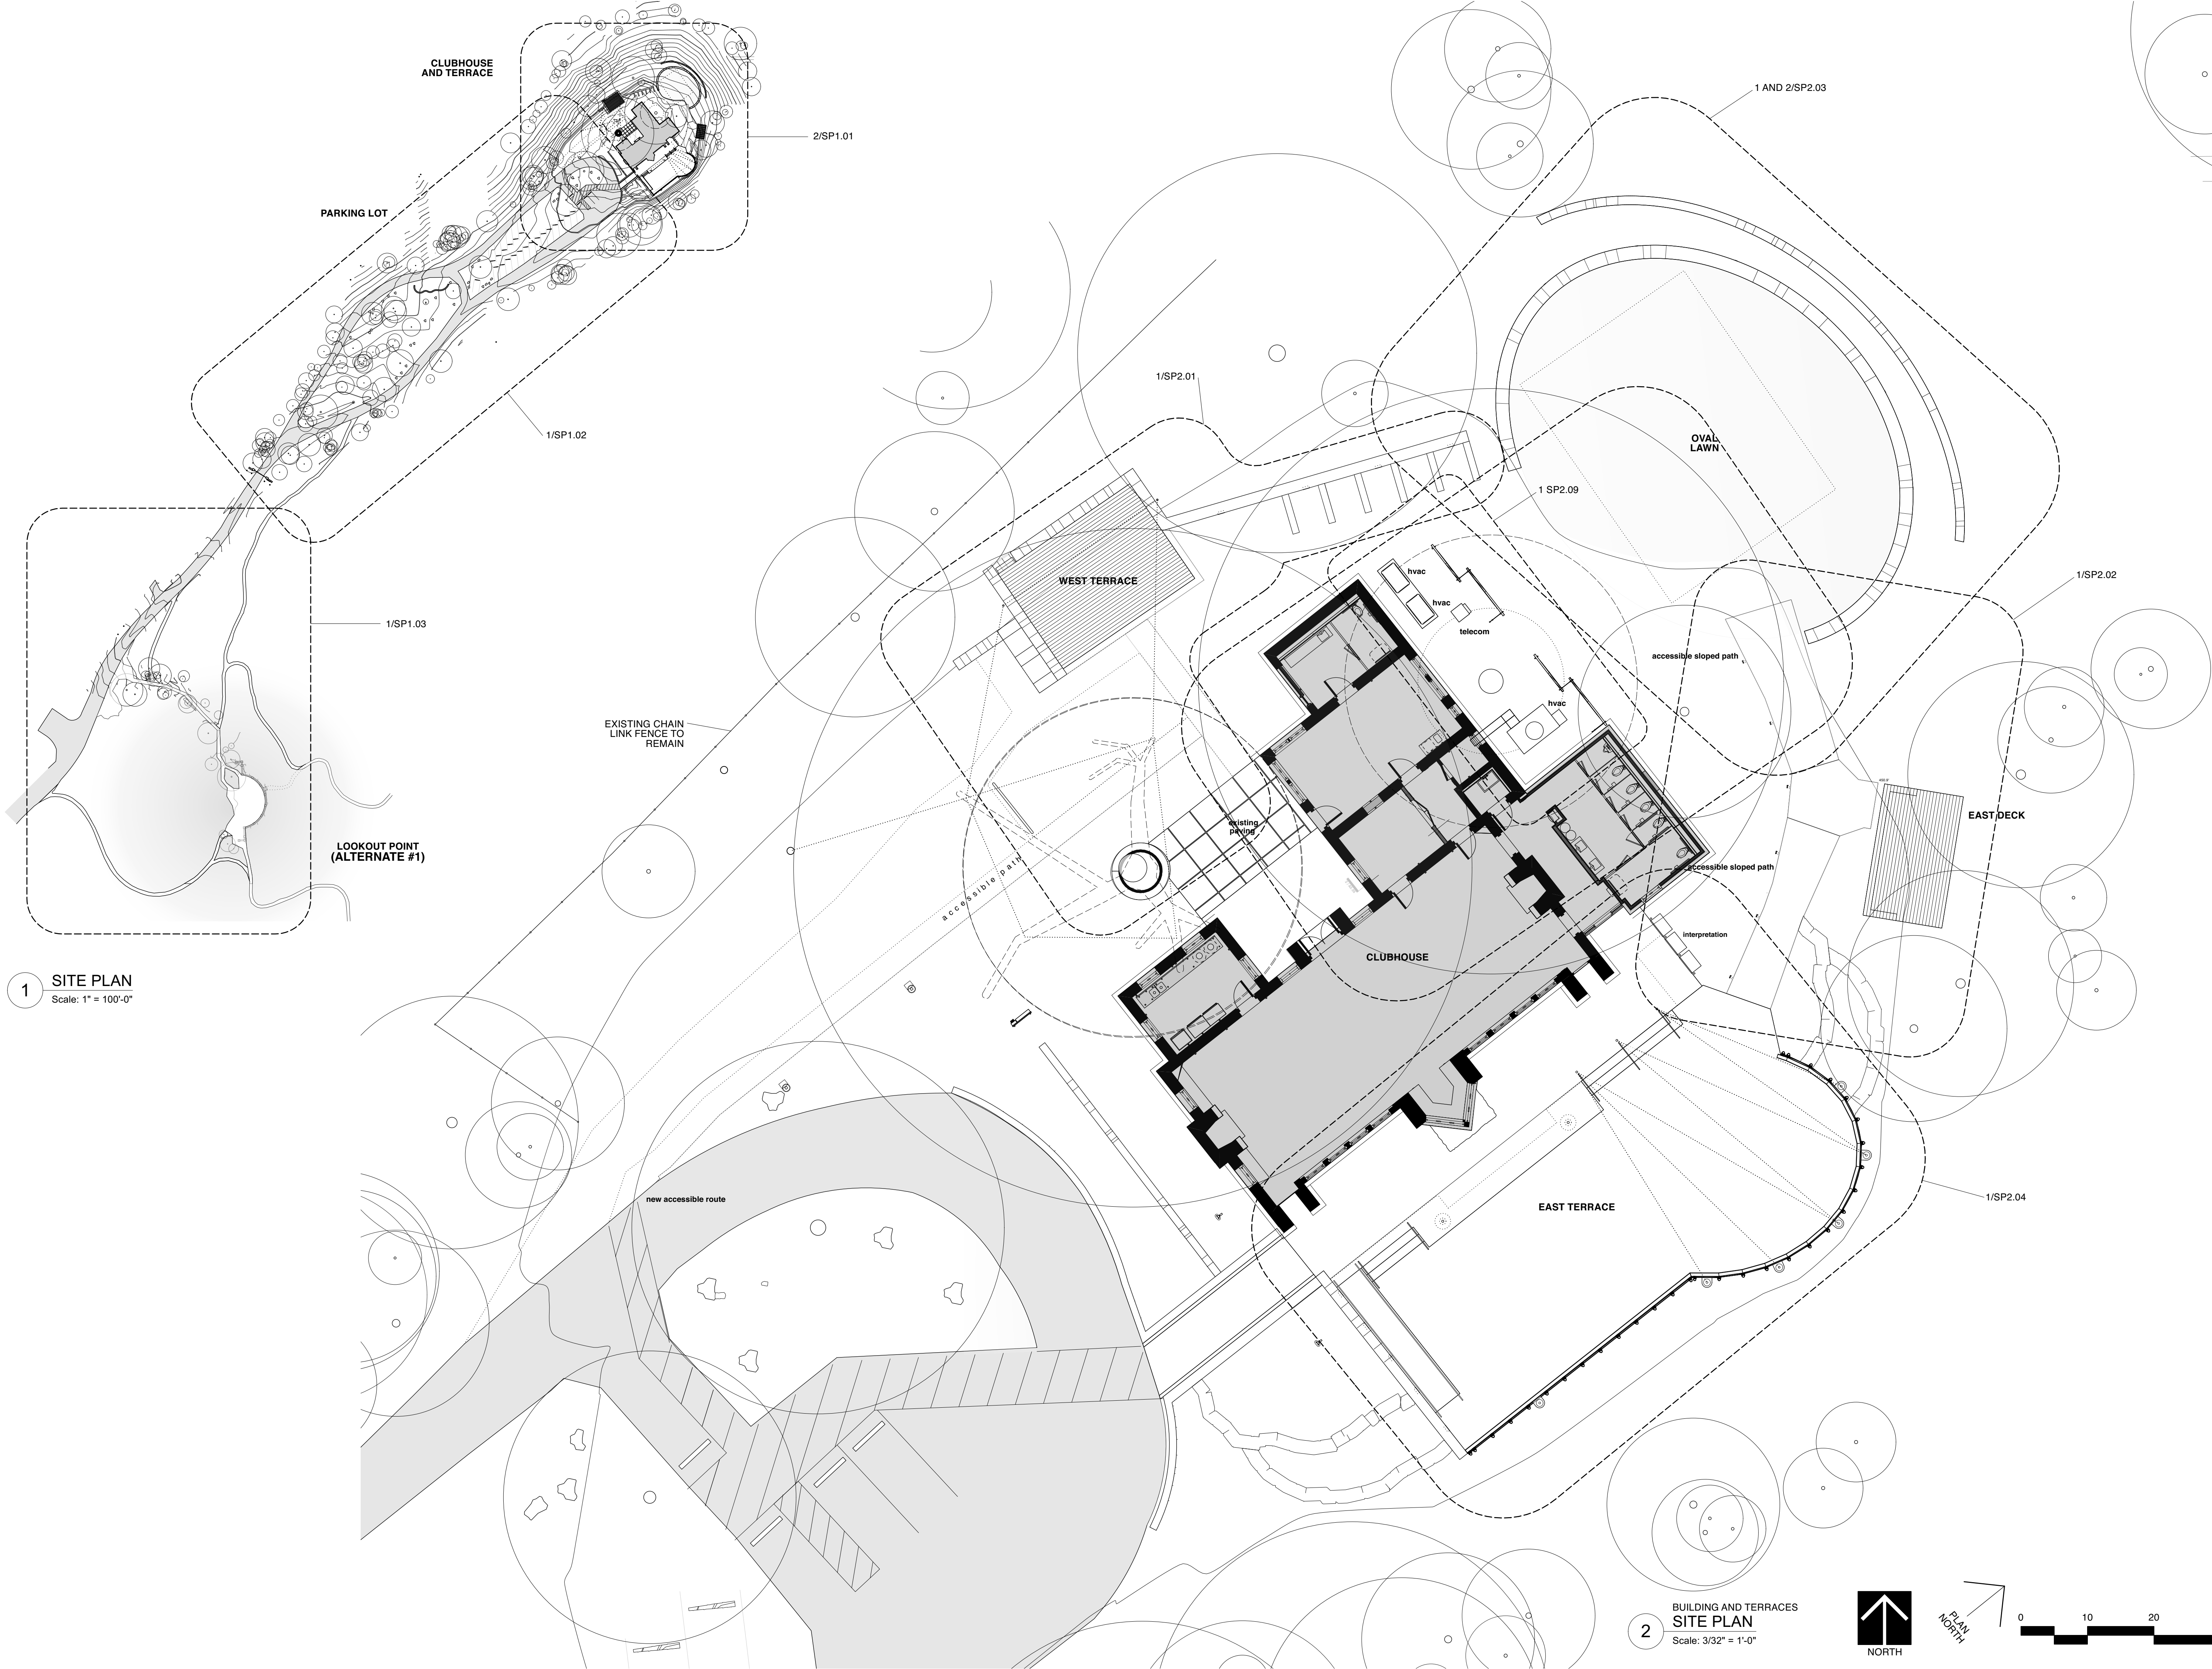 CLUBHOUSE
AND TERRACE
2/SP1.01
PARKING LOT
1/SP1.02
1/SP1.03
LOOKOUT POINT
(ALTERNATE #1)
1
SITE PLAN
Scale: 1" = 100'-0"
1 AND 2/SP2.03
1/SP2.01
OVAL
LAWN
1 SP2.09
WEST TERRACE
hvac
hvac
telecom
1/SP2.02
accessible sloped path
hvac
EXISTING CHAIN
LINK FENCE TO
REMAIN
existing
paving
EAST DECK
accessible path
accessible sloped path
interpretation
CLUBHOUSE
new accessible route
EAST TERRACE
1/SP2.04
2
BUILDING AND TERRACES
SITE PLAN
Scale: 3/32" = 1'-0"
NORTH
PLAN
NORTH
0 10 20